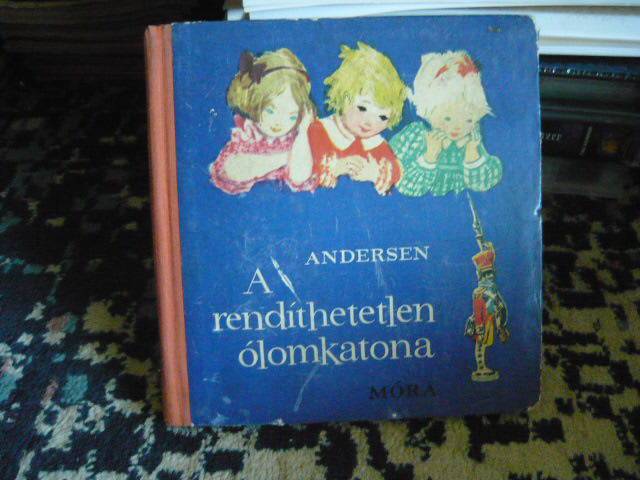 ANDERSEN
A
rendíthetetlen
ólomkatona
MÓRA